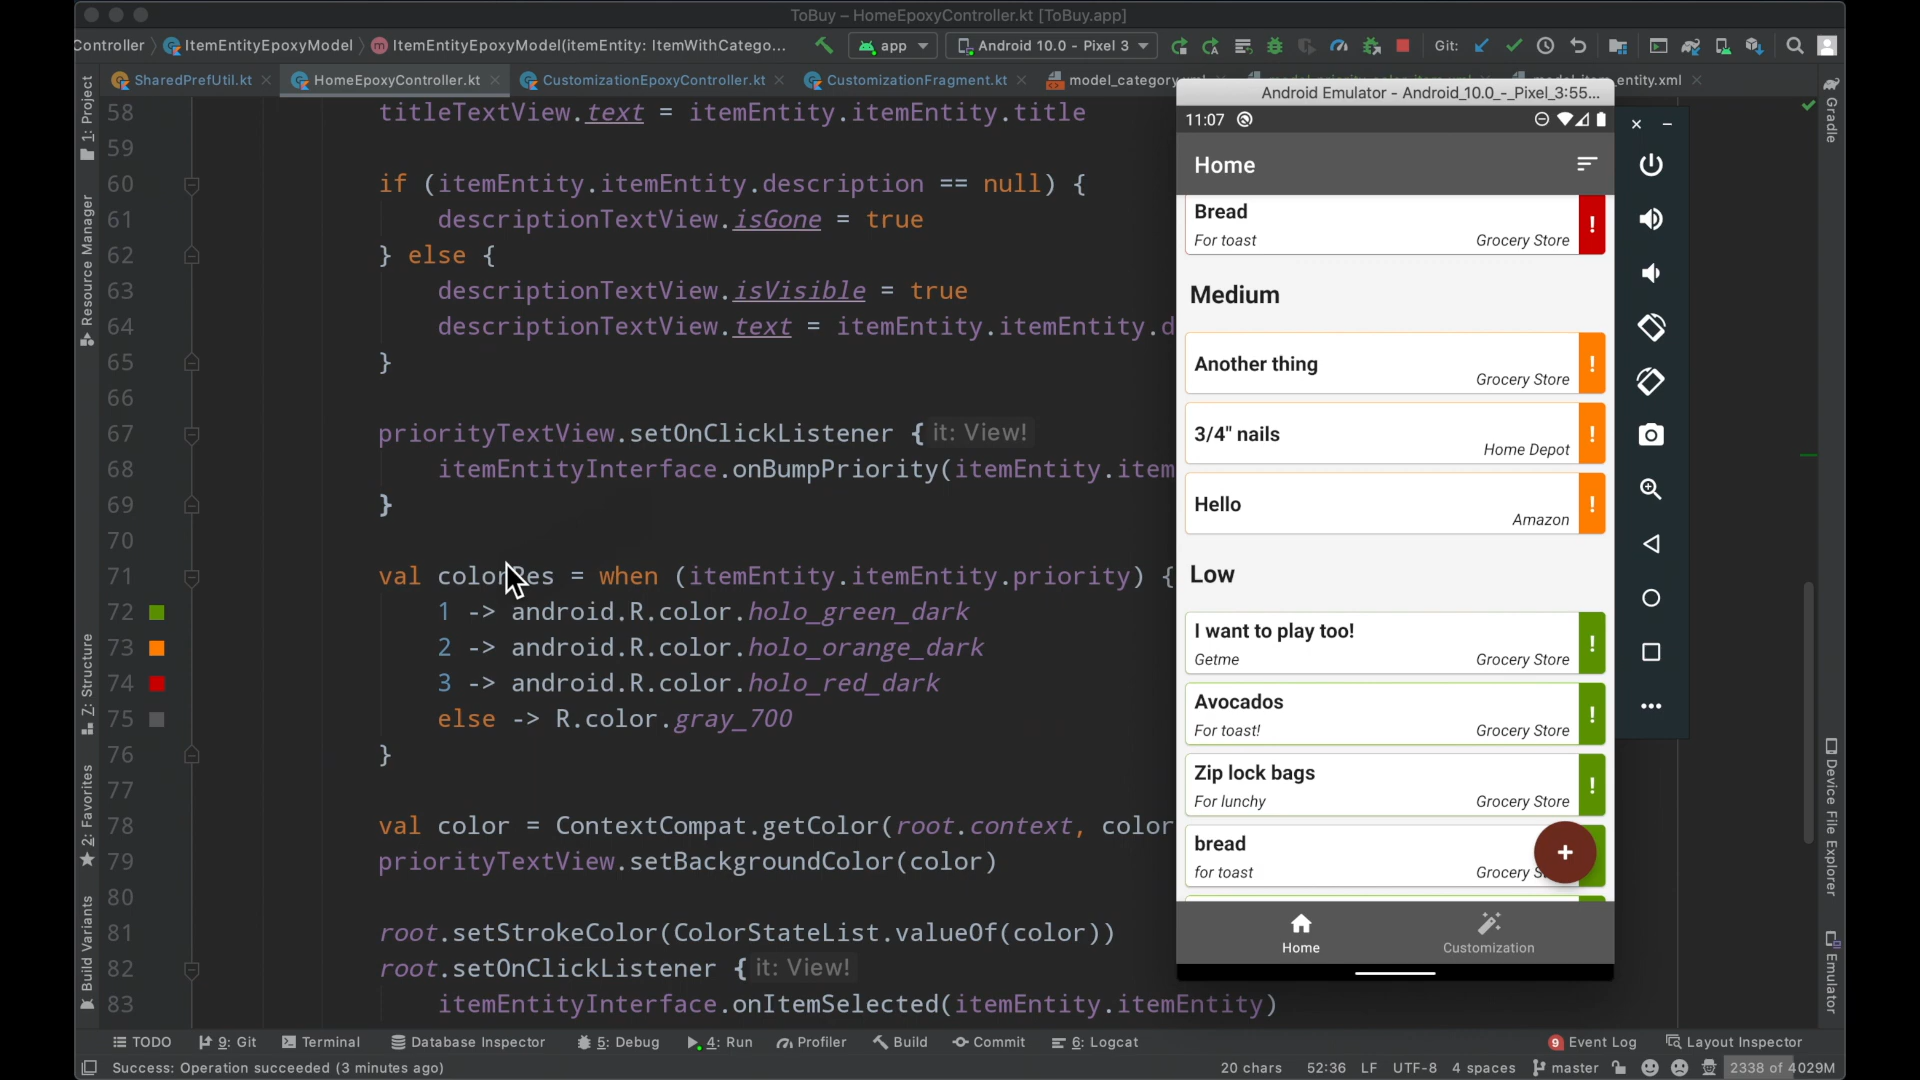 ToBuy – HomeEpoxyController.kt [ToBuy.app]
Controller ItemEntityEpoxyModel ItemEntityEpoxyModel(itemEntity: ItemWithCatego... app Android 10.0 - Pixel 3 Git:
SharedPrefUtil.kt HomeEpoxyController.kt CustomizationEpoxyController.kt CustomizationFragment.kt model_category entity.xml
1: Project
Resource Manager
Z: Structure
2: Favorites
Build Variants
58 titleTextView.text = itemEntity.itemEntity.title
59
60 if (itemEntity.itemEntity.description == null) {
61 descriptionTextView.isGone = true
62 } else {
63 descriptionTextView.isVisible = true
64 descriptionTextView.text = itemEntity.itemEntity.d
65 }
66
67 priorityTextView.setOnClickListener { it: View!
68 itemEntityInterface.onBumpPriority(itemEntity.item
69 }
70
71 val colorRes = when (itemEntity.itemEntity.priority) {
72 1 -> android.R.color.holo_green_dark
73 2 -> android.R.color.holo_orange_dark
74 3 -> android.R.color.holo_red_dark
75 else -> R.color.gray_700
76 }
77
78 val color = ContextCompat.getColor(root.context, color
79 priorityTextView.setBackgroundColor(color)
80
81 root.setStrokeColor(ColorStateList.valueOf(color))
82 root.setOnClickListener { it: View!
83 itemEntityInterface.onItemSelected(itemEntity.itemEntity)
Android Emulator - Android_10.0_-_Pixel_3:55...
11:07
Home
Bread
For toast Grocery Store !
Medium
Another thing
Grocery Store !
3/4" nails
Home Depot !
Hello
Amazon !
Low
I want to play too!
Getme Grocery Store !
Avocados
For toast! Grocery Store !
Zip lock bags
For lunchy Grocery Store !
bread
for toast Grocery S
+
Home Customization
Gradle
Device File Explorer
Emulator
TODO 9: Git Terminal Database Inspector 5: Debug 4: Run Profiler Build Commit 6: Logcat 9 Event Log Layout Inspector
Success: Operation succeeded (3 minutes ago) 20 chars 52:36 LF UTF-8 4 spaces master 2338 of 4029M